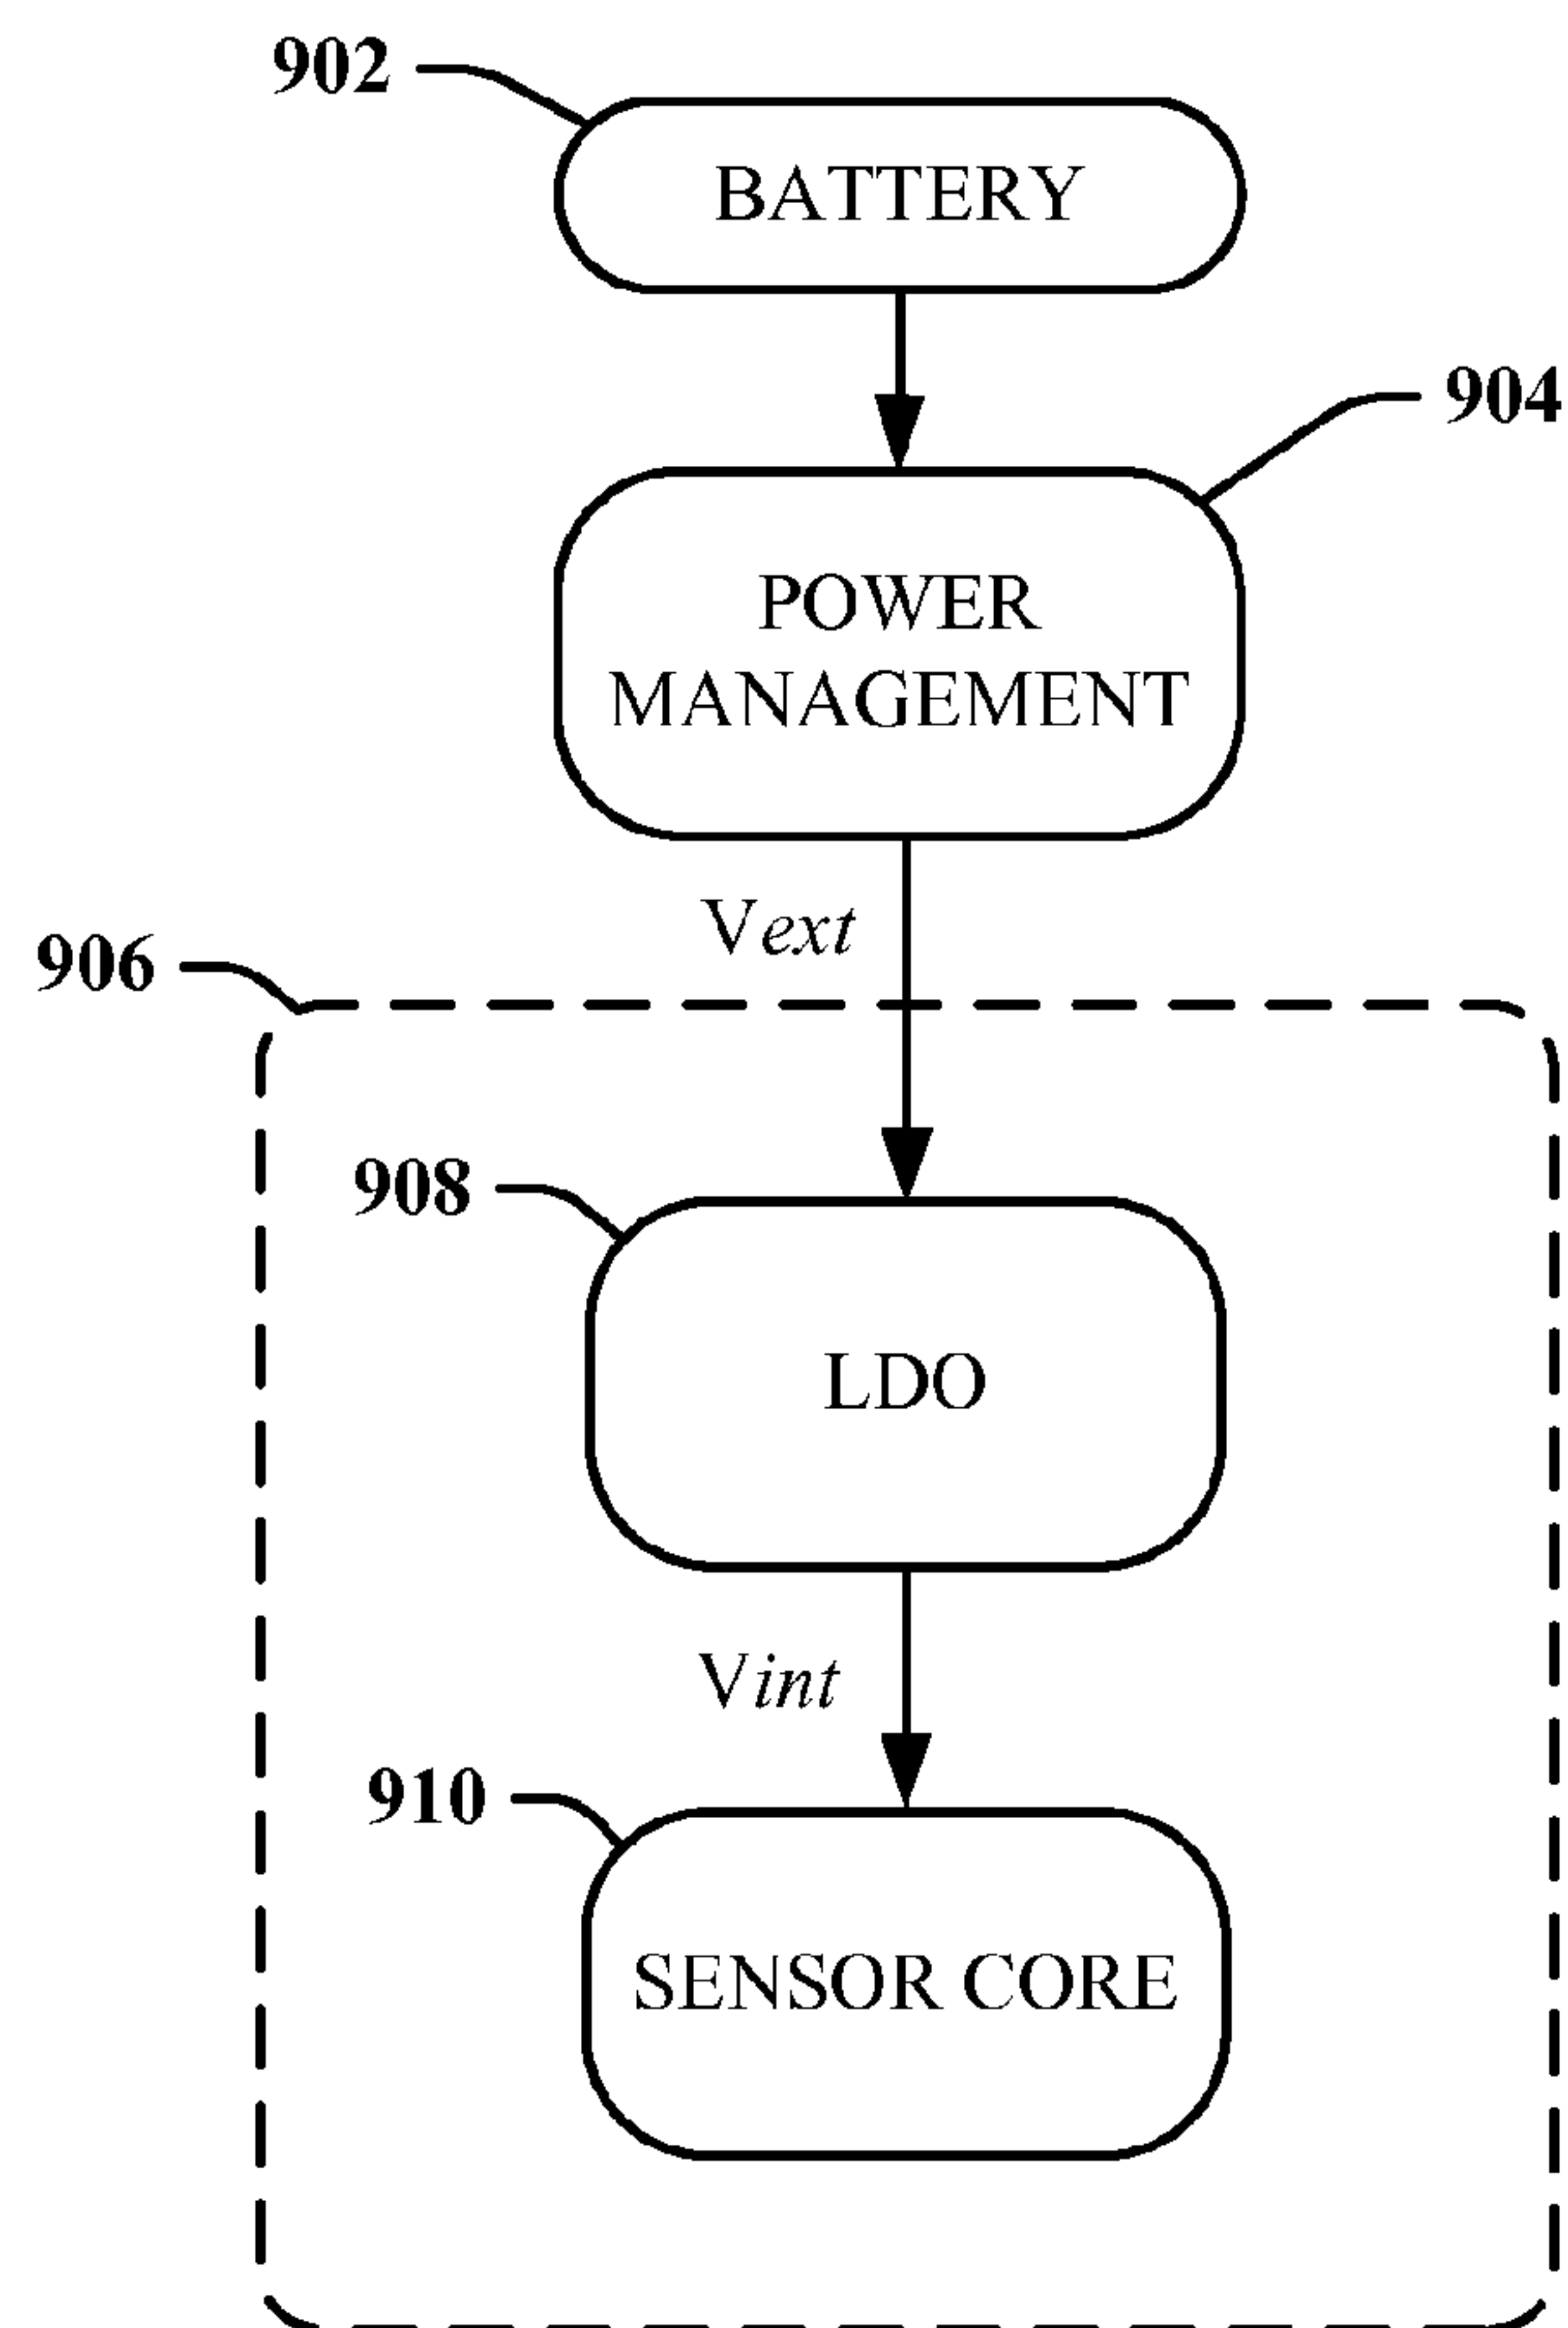 902
BATTERY
904
POWER
MANAGEMENT
Vext
906
908
LDO
Vint
910
SENSOR CORE